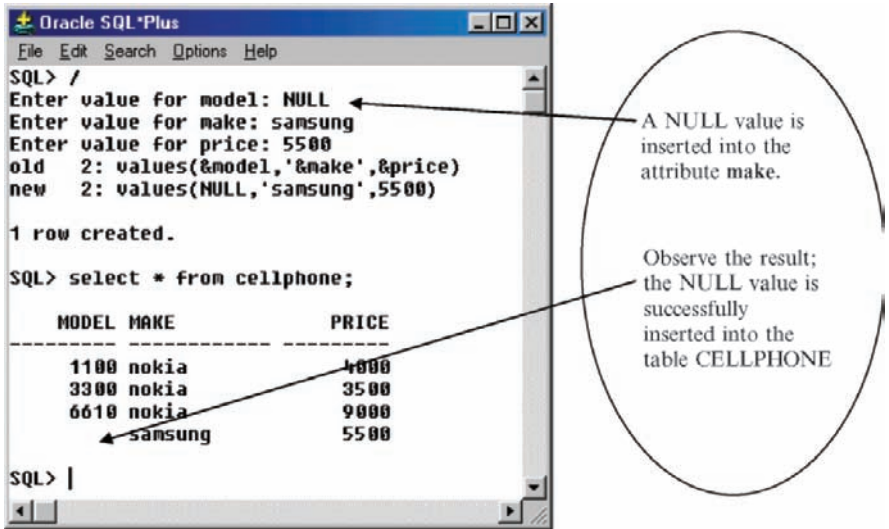 Oracle SQL*Plus
File Edit Search Options Help
SQL> /
Enter value for model: NULL
Enter value for make: samsung
Enter value for price: 5500
old   2: values(&model,'&make',&price)
new   2: values(NULL,'samsung',5500)
1 row created.
SQL> select * from cellphone;
MODEL MAKE PRICE
--------- ------------- ---------
1100 nokia 4000
3300 nokia 3500
6610 nokia 9000
samsung 5500
SQL>
A NULL value is
inserted into the
attribute make.
Observe the result;
the NULL value is
successfully
inserted into the
table CELLPHONE